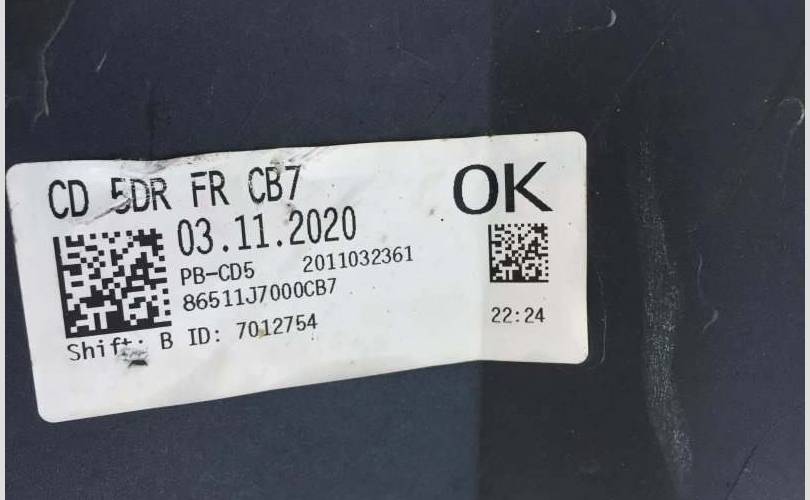 CD 5DR FR CB7
OK
03.11.2020
PB-CD5 2011032361
86511J7000CB7
22:24
Shift: B ID: 7012754